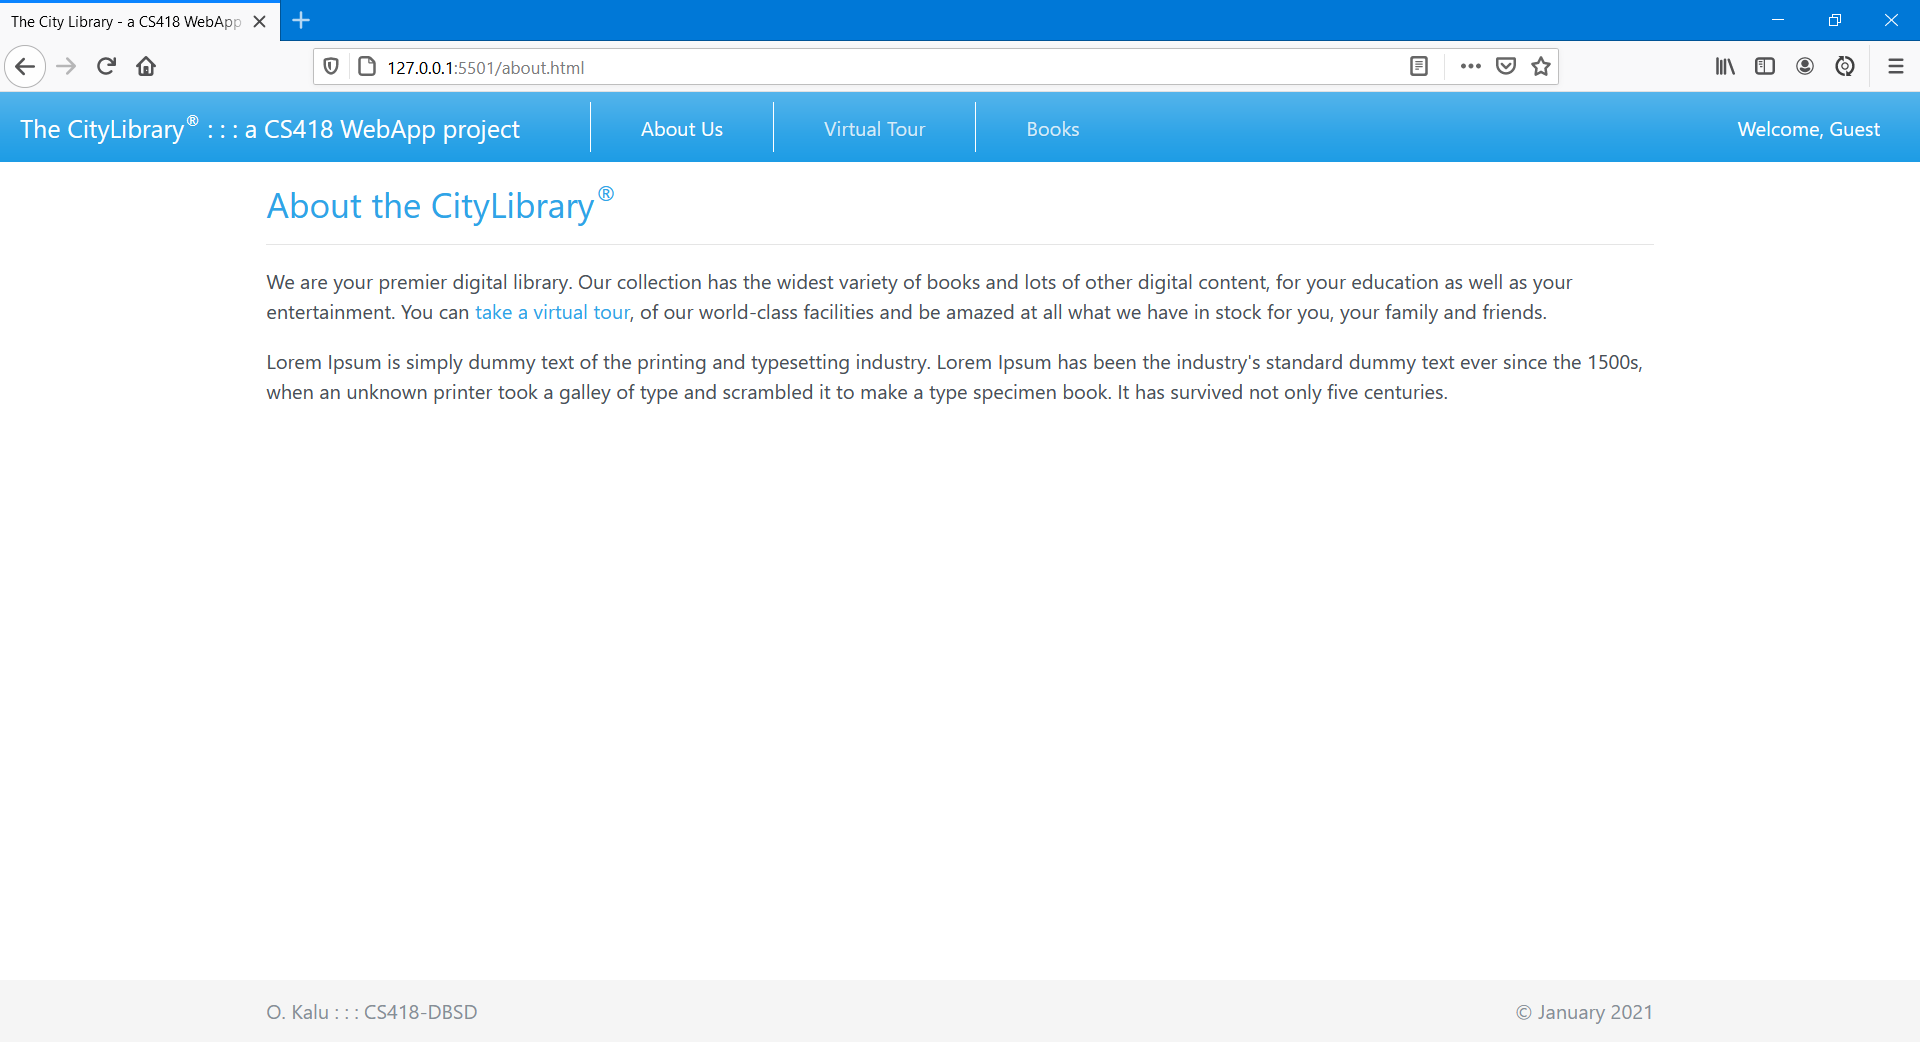 The City Library - a CS418 WebApp
127.0.0.1:5501/about.html
The CityLibrary® : : : a CS418 WebApp project
About Us
Virtual Tour
Books
Welcome, Guest
About the CityLibrary®
We are your premier digital library. Our collection has the widest variety of books and lots of other digital content, for your education as well as your
entertainment. You can take a virtual tour, of our world-class facilities and be amazed at all what we have in stock for you, your family and friends.
Lorem Ipsum is simply dummy text of the printing and typesetting industry. Lorem Ipsum has been the industry's standard dummy text ever since the 1500s,
when an unknown printer took a galley of type and scrambled it to make a type specimen book. It has survived not only five centuries.
O. Kalu : : : CS418-DBSD
© January 2021